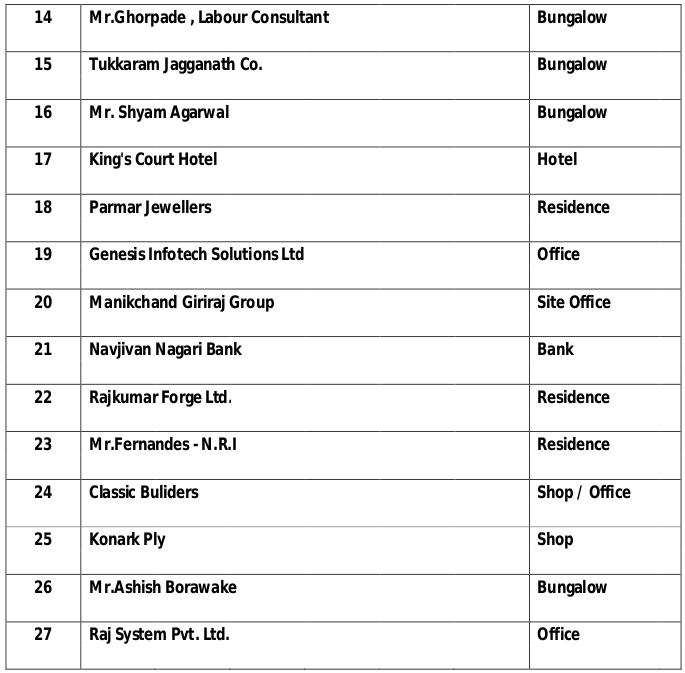 14 Mr.Ghorpade , Labour Consultant Bungalow
15 Tukkaram Jagganath Co. Bungalow
16 Mr. Shyam Agarwal Bungalow
17 King's Court Hotel Hotel
18 Parmar Jewellers Residence
19 Genesis Infotech Solutions Ltd Office
20 Manikchand Giriraj Group Site Office
21 Navjivan Nagari Bank Bank
22 Rajkumar Forge Ltd. Residence
23 Mr.Fernandes - N.R.I Residence
24 Classic Buliders Shop / Office
25 Konark Ply Shop
26 Mr.Ashish Borawake Bungalow
27 Raj System Pvt. Ltd. Office